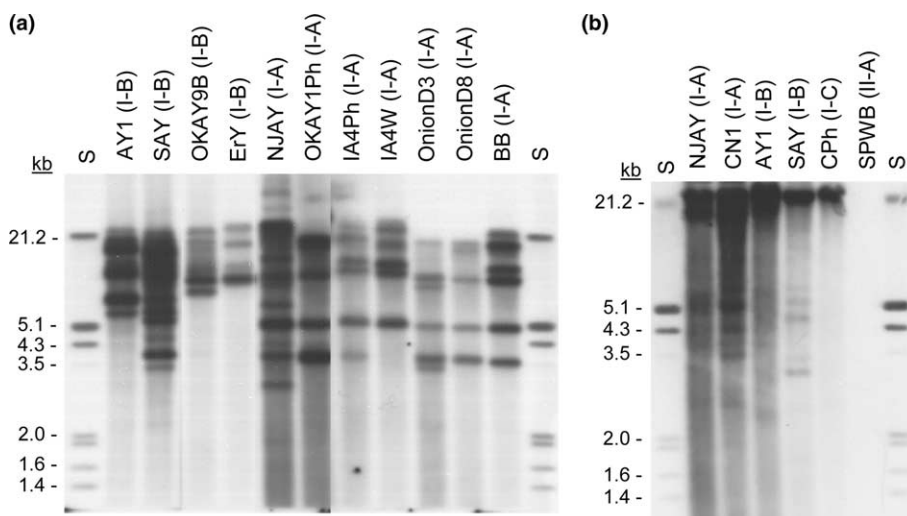 (a)
S
AY1 (I-B)
SAY (I-B)
OKAY9B (I-B)
ErY (I-B)
NJAY (I-A)
OKAY1Ph (I-A)
IA4Ph (I-A)
IA4W (I-A)
OnionD3 (I-A)
OnionD8 (I-A)
BB (I-A)
S
kb
21.2 -
5.1 -
4.3 -
3.5 -
2.0 -
1.6 -
1.4 -
(b)
S
NJAY (I-A)
CN1 (I-A)
AY1 (I-B)
SAY (I-B)
CPh (I-C)
SPWB (II-A)
S
kb
21.2 -
5.1 -
4.3 -
3.5 -
2.0 -
1.6 -
1.4 -